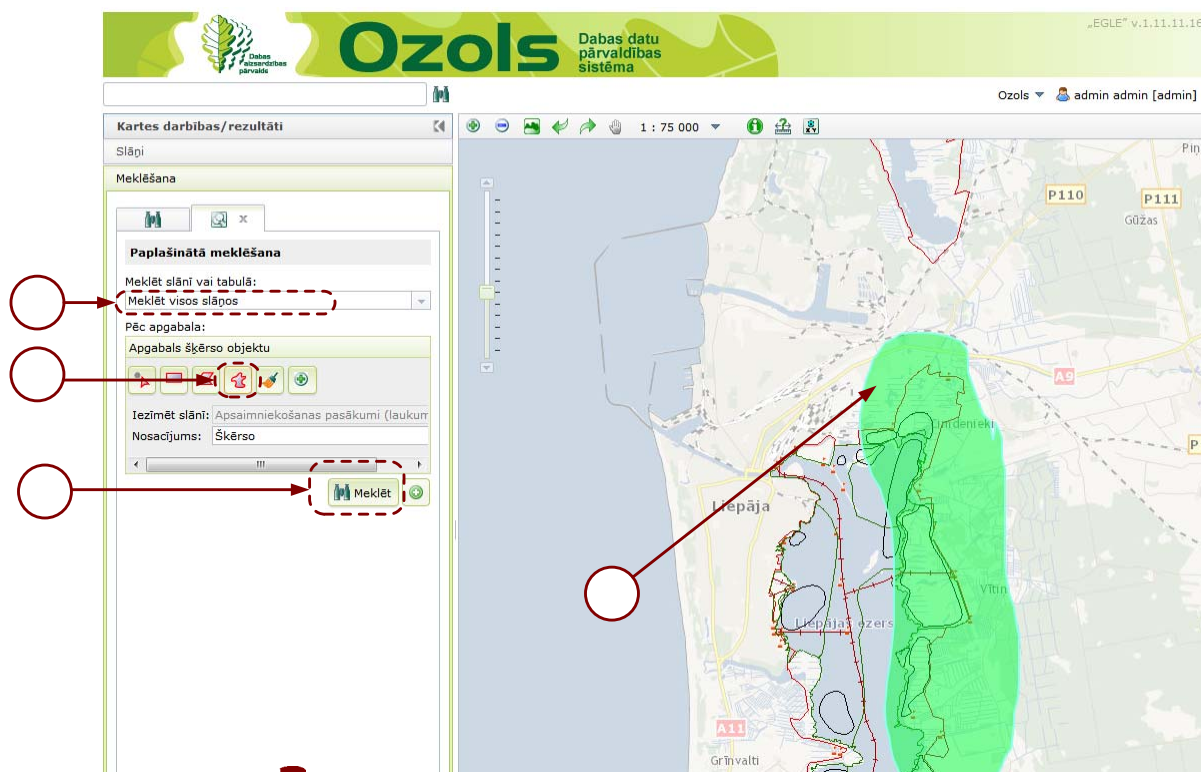 „EGLE" v.1.11.11.16
Dabas
aizsardzības
pārvalde
Ozols
Dabas datu
pārvaldības
sistēma
Ozols
admin admin [admin]
Kartes darbības/rezultāti
1 : 75 000
Slāņi
Meklēšana
Paplašinātā meklēšana
Meklēt slānī vai tabulā:
Meklēt visos slāņos
Pēc apgabala:
Apgabals šķērso objektu
Iezīmēt slānī: Apsaimniekošanas pasākumi (laukum
Nosacījums: Šķērso
Meklēt
P110
P111
Gūžas
A9
Liepāja
Vītiņ
Liepājas ezers
A11
Grīnvalti